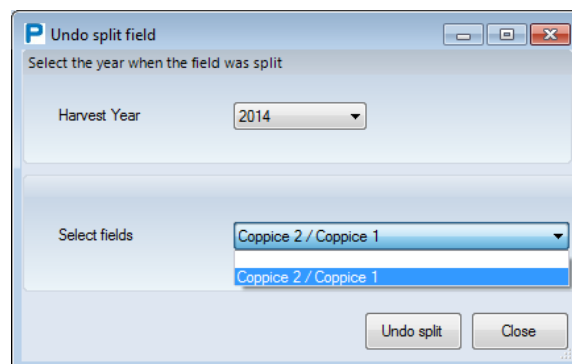 Undo split field
Select the year when the field was split
Harvest Year
2014
Select fields
Coppice 2 / Coppice 1
Coppice 2 / Coppice 1
Undo split
Close